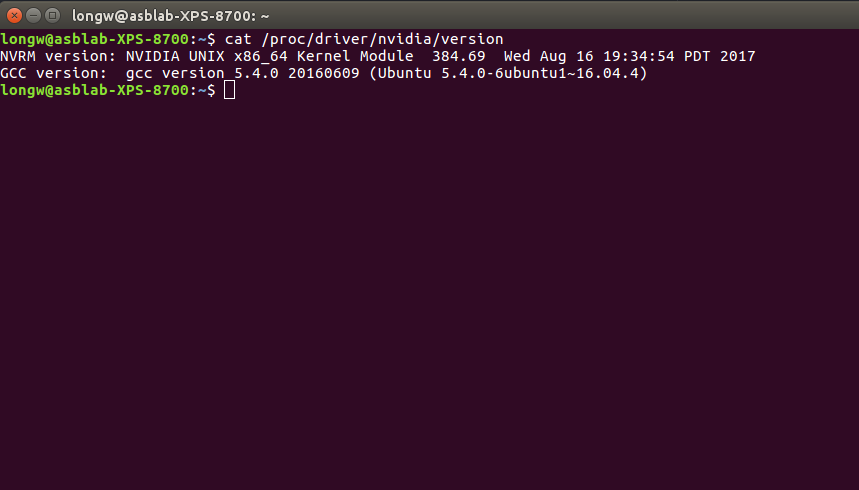 longw@asblab-XPS-8700: ~
longw@asblab-XPS-8700:~$ cat /proc/driver/nvidia/version
NVRM version: NVIDIA UNIX x86_64 Kernel Module  384.69  Wed Aug 16 19:34:54 PDT 2017
GCC version:  gcc version 5.4.0 20160609 (Ubuntu 5.4.0-6ubuntu1~16.04.4)
longw@asblab-XPS-8700:~$